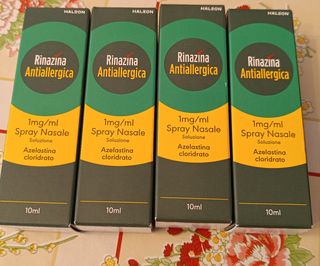 HALEON
Rinazina
Antiallergica
1mg/ml
Spray Nasale
Soluzione
Azelastina
cloridrato
10ml
HALEON
Rinazina
Antiallergica
1mg/ml
Spray Nasale
Soluzione
Azelastina
cloridrato
10ml
HALEON
Rinazina
Antiallergica
1mg/ml
Spray Nasale
Soluzione
Azelastina
cloridrato
10ml
HALEON
Rinazina
Antiallergica
1mg/ml
Spray Nasale
Soluzione
Azelastina
cloridrato
10ml